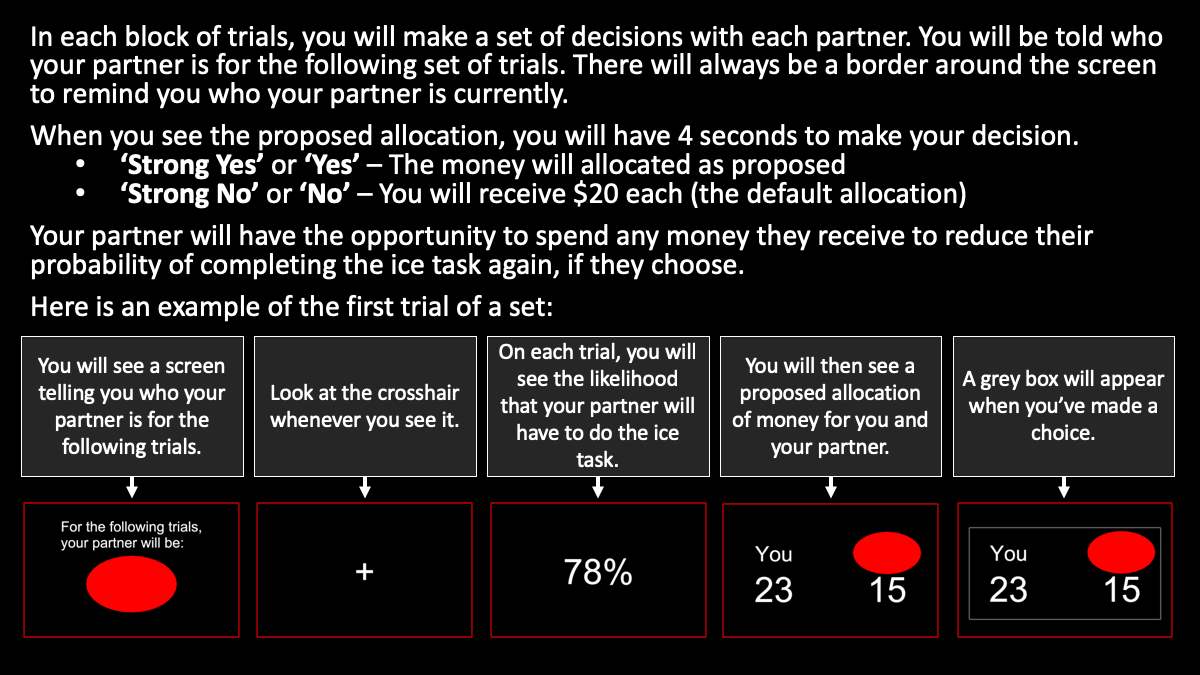 In each block of trials, you will make a set of decisions with each partner. You will be told who
your partner is for the following set of trials. There will always be a border around the screen
to remind you who your partner is currently.
When you see the proposed allocation, you will have 4 seconds to make your decision.
• ‘Strong Yes’ or ‘Yes’ – The money will allocated as proposed
• ‘Strong No’ or ‘No’ – You will receive $20 each (the default allocation)
Your partner will have the opportunity to spend any money they receive to reduce their
probability of completing the ice task again, if they choose.
Here is an example of the first trial of a set:
You will see a screen
telling you who your
partner is for the
following trials.
Look at the crosshair
whenever you see it.
On each trial, you will
see the likelihood
that your partner will
have to do the ice
task.
You will then see a
proposed allocation
of money for you and
your partner.
A grey box will appear
when you’ve made a
choice.
For the following trials,
your partner will be:
+
78%
You
23 15
You
23 15